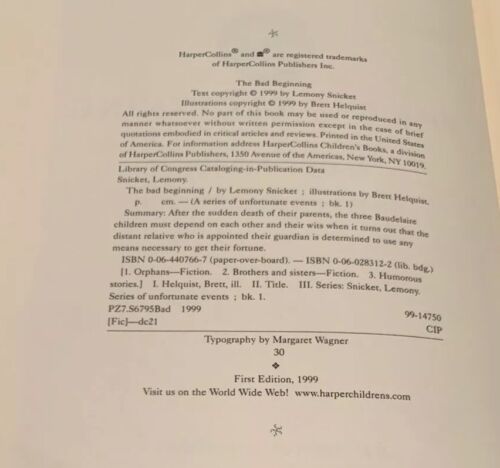 HarperCollins® and ® are registered trademarks
of HarperCollins Publishers Inc.
The Bad Beginning
Text copyright © 1999 by Lemony Snicket
Illustrations copyright © 1999 by Brett Helquist
All rights reserved. No part of this book may be used or reproduced in any
manner whatsoever without written permission except in the case of brief
quotations embodied in critical articles and reviews. Printed in the United States
of America. For information address HarperCollins Children's Books, a division
of HarperCollins Publishers, 1350 Avenue of the Americas, New York, NY 10019.
Library of Congress Cataloging-in-Publication Data
Snicket, Lemony.
The bad beginning / by Lemony Snicket ; illustrations by Brett Helquist.
p. cm. — (A series of unfortunate events ; bk. 1)
Summary: After the sudden death of their parents, the three Baudelaire
children must depend on each other and their wits when it turns out that the
distant relative who is appointed their guardian is determined to use any
means necessary to get their fortune.
ISBN 0-06-440766-7 (paper-over-board). — ISBN 0-06-028312-2 (lib. bdg.)
[1. Orphans—Fiction. 2. Brothers and sisters—Fiction. 3. Humorous
stories.] I. Helquist, Brett, ill. II. Title. III. Series: Snicket, Lemony.
Series of unfortunate events ; bk. 1.
PZ7.S6795Bad 1999 99-14750
[Fic]—dc21 CIP
Typography by Margaret Wagner
30
First Edition, 1999
Visit us on the World Wide Web! www.harperchildrens.com